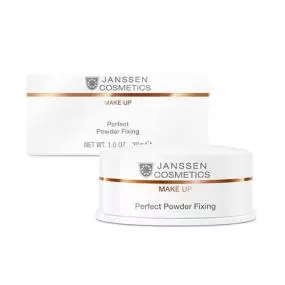 JANSSEN
COSMETICS
MAKE UP
Perfect
Powder Fixing
NET WT. 1.0 OZ.
JANSSEN
COSMETICS
MAKE UP
Perfect Powder Fixing